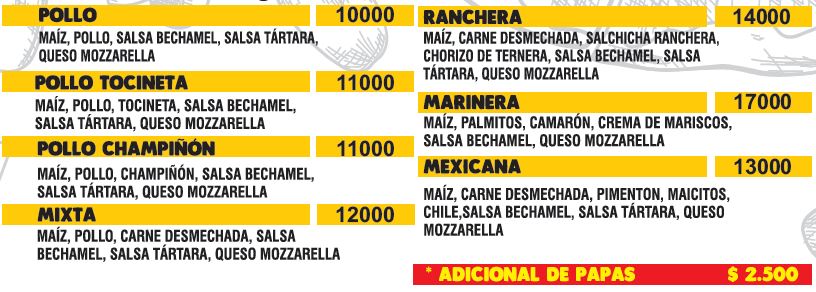 POLLO 10000
MAÍZ, POLLO, SALSA BECHAMEL, SALSA TÁRTARA,
QUESO MOZZARELLA
POLLO TOCINETA 11000
MAÍZ, POLLO, TOCINETA, SALSA BECHAMEL,
SALSA TÁRTARA, QUESO MOZZARELLA
POLLO CHAMPIÑÓN 11000
MAÍZ, POLLO, CHAMPIÑÓN, SALSA BECHAMEL,
SALSA TÁRTARA, QUESO MOZZARELLA
MIXTA 12000
MAÍZ, POLLO, CARNE DESMECHADA, SALSA
BECHAMEL, SALSA TÁRTARA, QUESO MOZZARELLA
RANCHERA 14000
MAÍZ, CARNE DESMECHADA, SALCHICHA RANCHERA,
CHORIZO DE TERNERA, SALSA BECHAMEL, SALSA
TÁRTARA, QUESO MOZZARELLA
MARINERA 17000
MAÍZ, PALMITOS, CAMARÓN, CREMA DE MARISCOS,
SALSA BECHAMEL, QUESO MOZZARELLA
MEXICANA 13000
MAÍZ, CARNE DESMECHADA, PIMENTON, MAICITOS,
CHILE,SALSA BECHAMEL, SALSA TÁRTARA, QUESO
MOZZARELLA
* ADICIONAL DE PAPAS $ 2.500